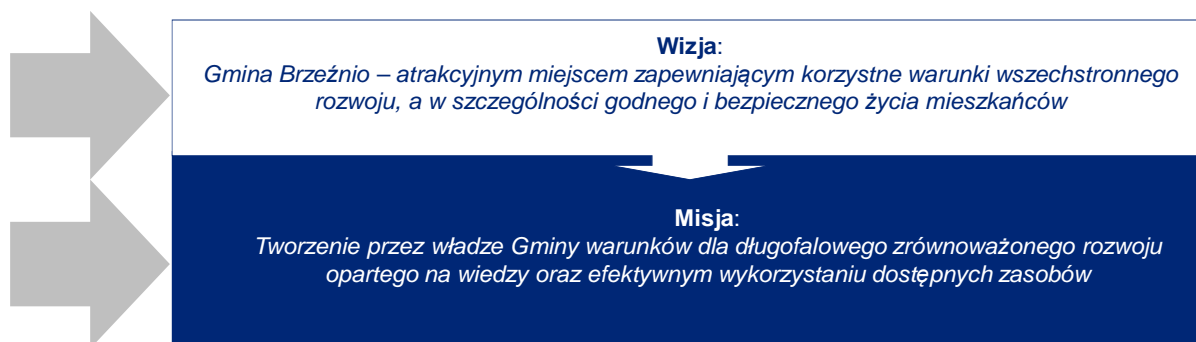 Wizja:
Gmina Brzeźnio – atrakcyjnym miejscem zapewniającym korzystne warunki wszechstronnego
rozwoju, a w szczególności godnego i bezpiecznego życia mieszkańców
Misja:
Tworzenie przez władze Gminy warunków dla długofalowego zrównoważonego rozwoju
opartego na wiedzy oraz efektywnym wykorzystaniu dostępnych zasobów